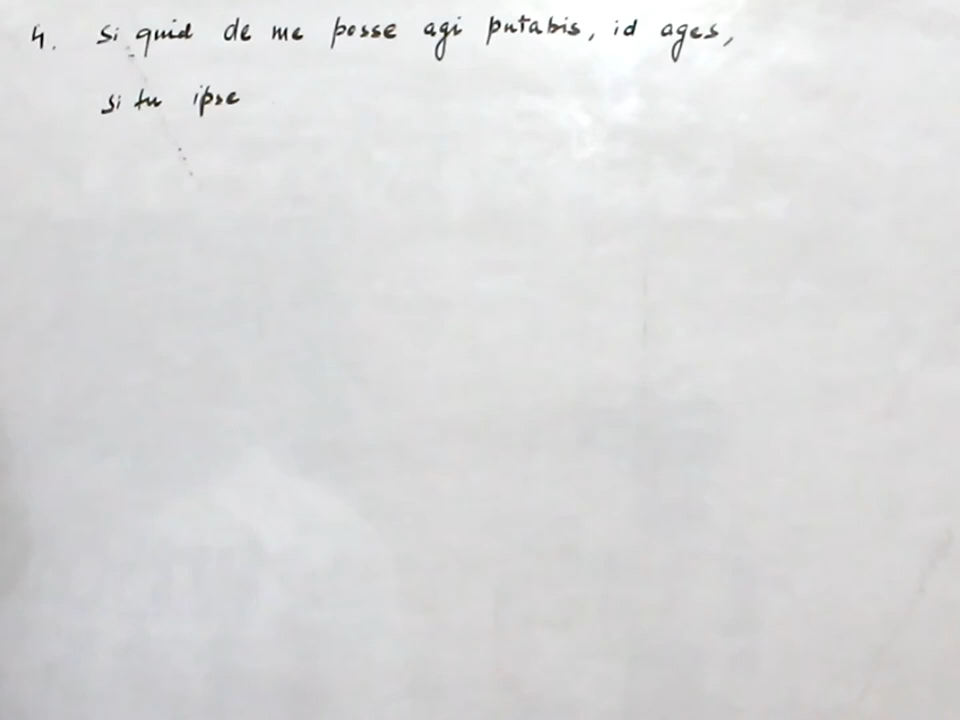 4. Si quid de me posse agi putabis, id ages,
si tu ipse